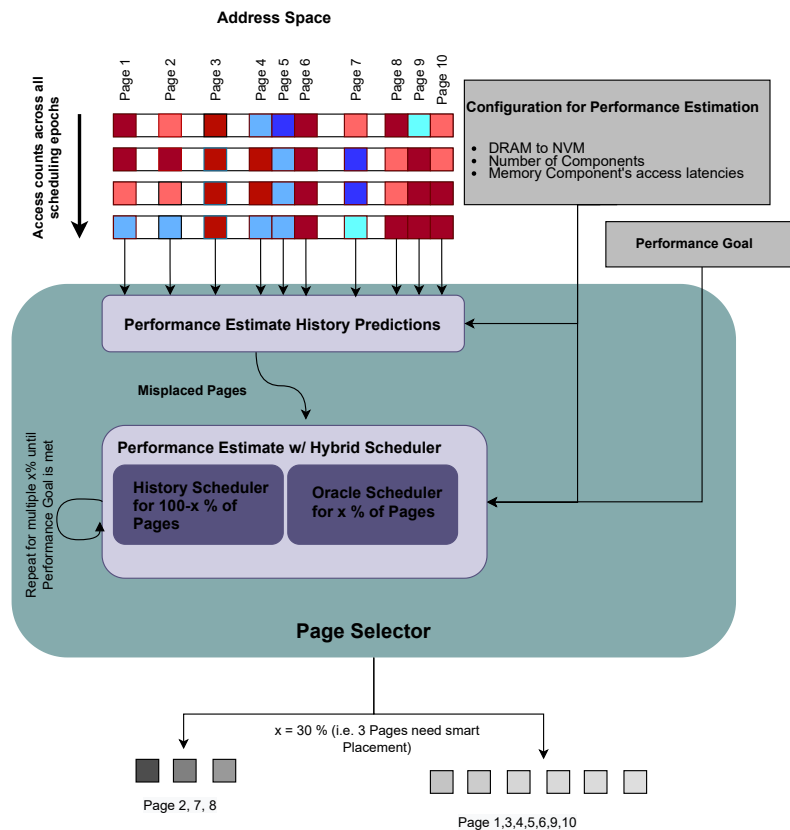 Address Space
Page 1
Page 2
Page 3
Page 4
Page 5
Page 6
Page 7
Page 8
Page 9
Page 10
Access counts across all
scheduling epochs
Configuration for Performance Estimation
• DRAM to NVM
• Number of Components
• Memory Component's access latencies
Performance Goal
Performance Estimate History Predictions
Misplaced Pages
Performance Estimate w/ Hybrid Scheduler
History Scheduler
for 100-x % of
Pages
Oracle Scheduler
for x % of Pages
Repeat for multiple x% until
Performance Goal is met
Page Selector
x = 30 % (i.e. 3 Pages need smart
Placement)
Page 2, 7, 8
Page 1,3,4,5,6,9,10